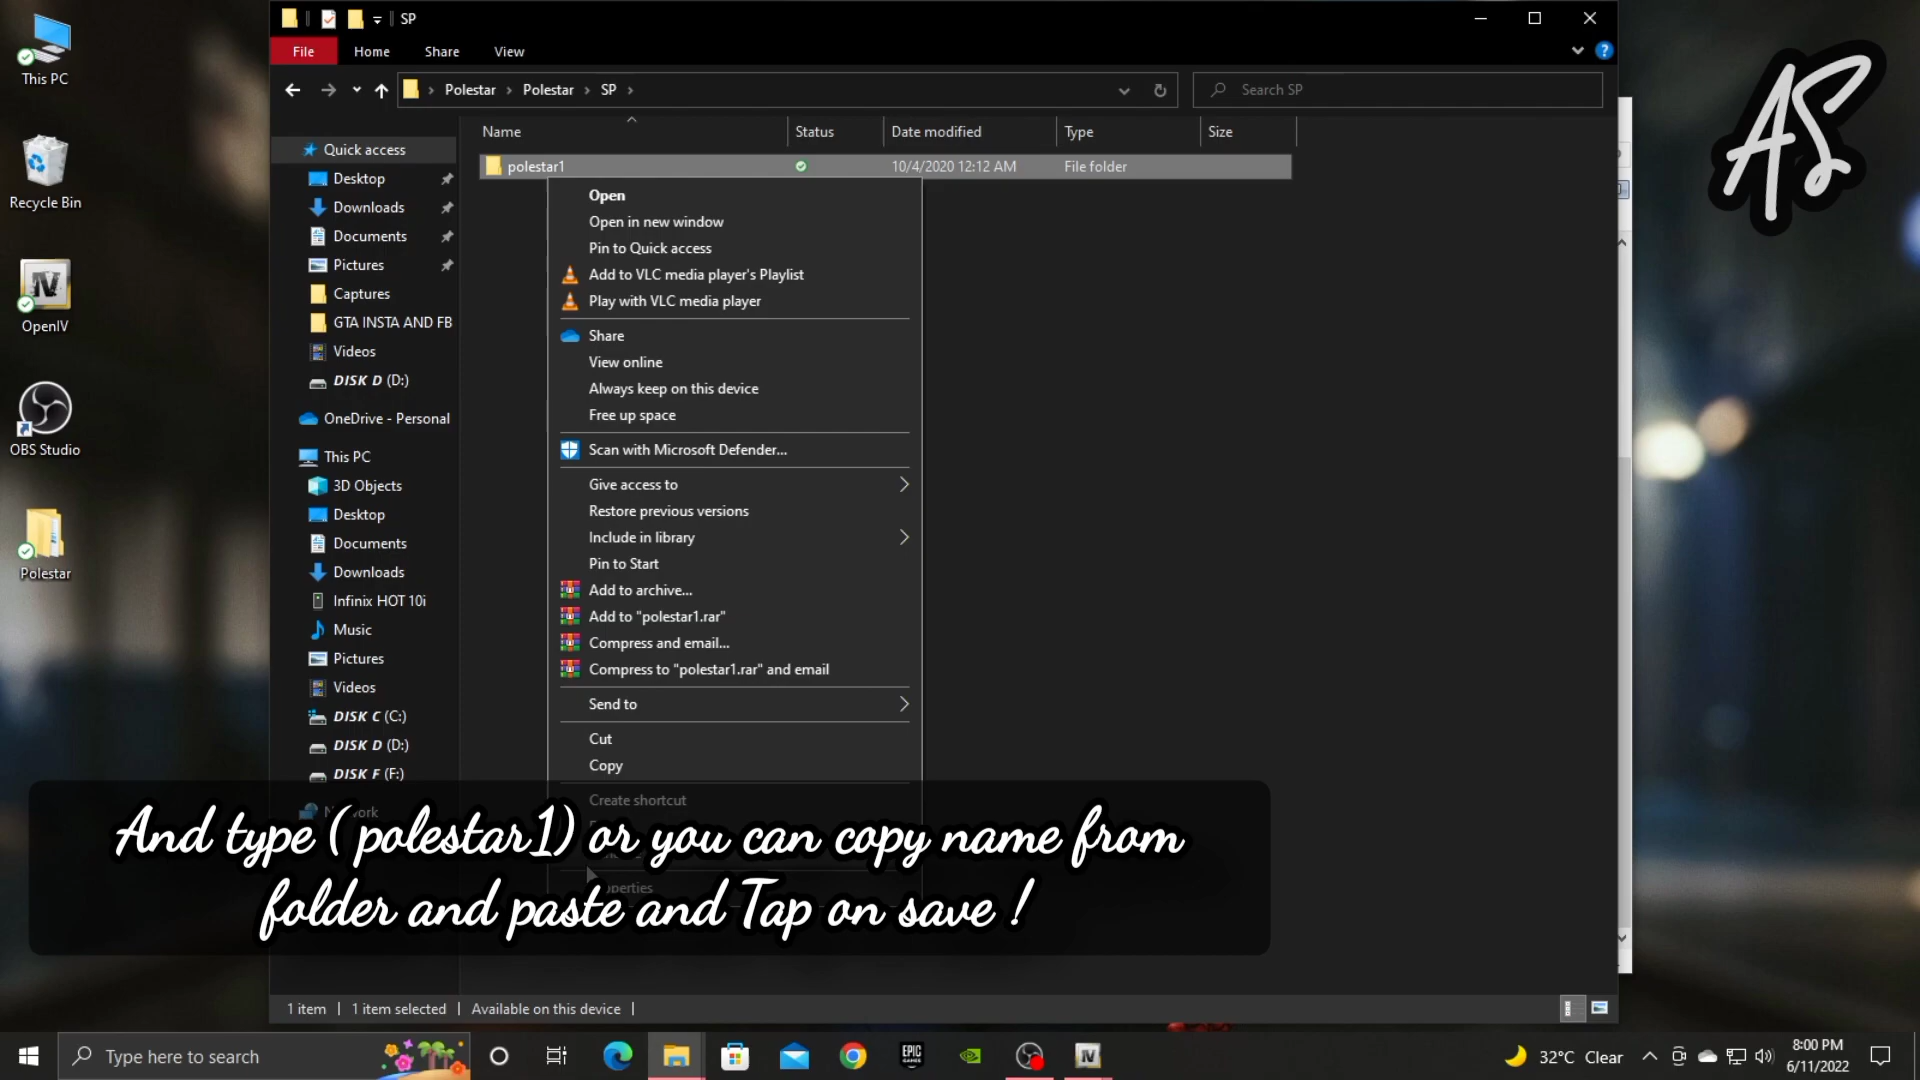 SP
File
Home
Share
View
Polestar
Polestar
SP
Search SP
Name
Status
Date modified
Type
Size
polestar1
10/4/2020 12:12 AM
File folder
This PC
Recycle Bin
OpenIV
OBS Studio
Polestar
Quick access
Desktop
Downloads
Documents
Pictures
Captures
GTA INSTA AND FB
Videos
DISK D (D:)
OneDrive - Personal
This PC
3D Objects
Desktop
Documents
Downloads
Infinix HOT 10i
Music
Pictures
Videos
DISK C (C:)
DISK D (D:)
DISK F (F:)
Open
Open in new window
Pin to Quick access
Add to VLC media player's Playlist
Play with VLC media player
Share
View online
Always keep on this device
Free up space
Scan with Microsoft Defender...
Give access to
Restore previous versions
Include in library
Pin to Start
Add to archive...
Add to "polestar1.rar"
Compress and email...
Compress to "polestar1.rar" and email
Send to
Cut
Copy
Create shortcut
And type ( polestar1) or you can copy name from
folder and paste and Tap on save !
AS
1 item
1 item selected
Available on this device
Type here to search
EPIC GAMES
32°C Clear
8:00 PM
6/11/2022